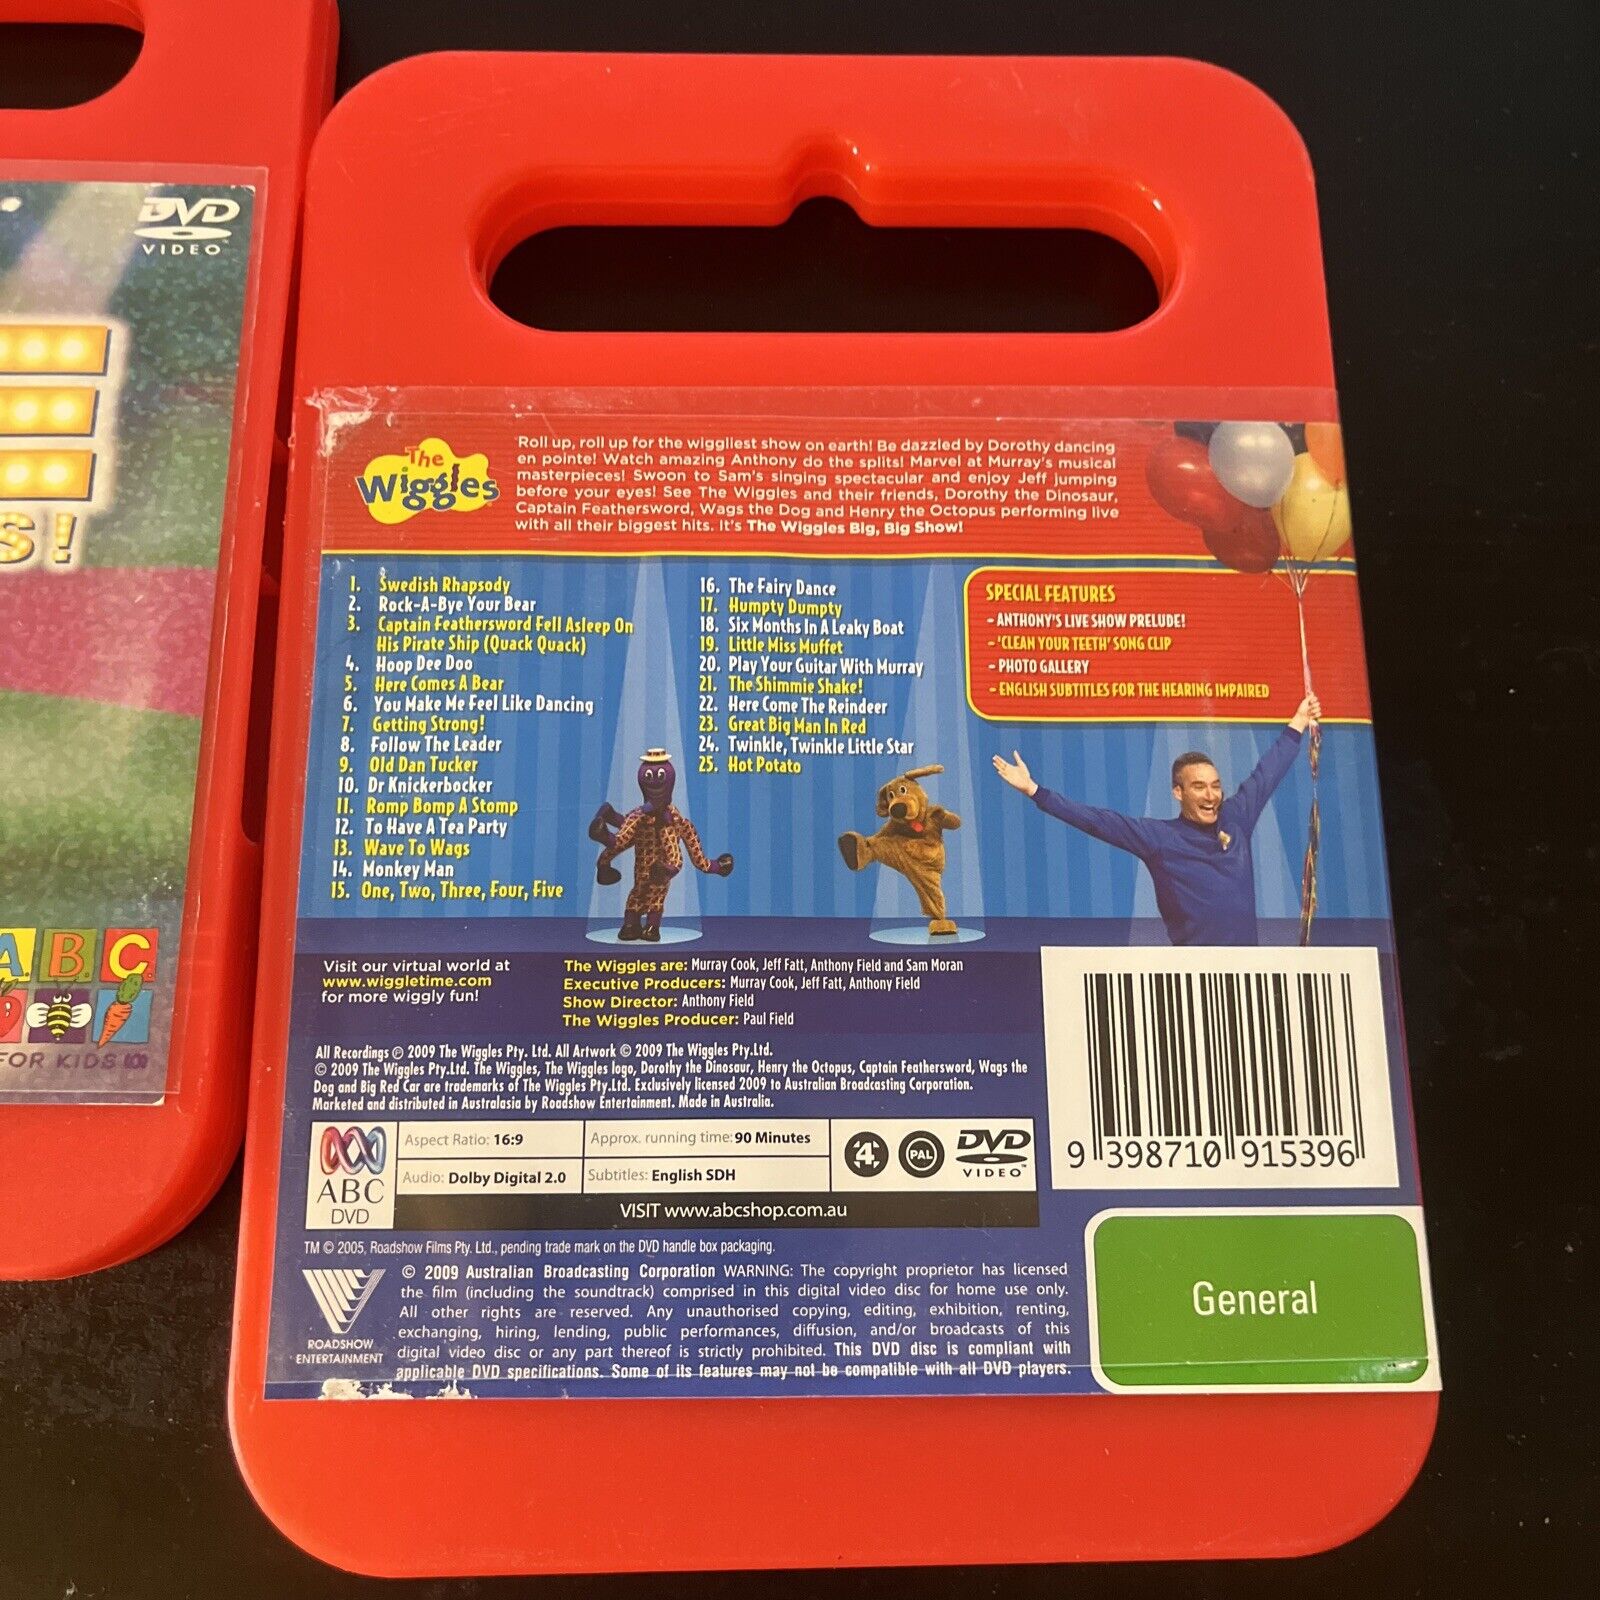 DVD
VIDEO
S!
A.B.C.
FOR KIDS
The
Wiggles
Roll up, roll up for the wiggliest show on earth! Be dazzled by Dorothy dancing
en pointe! Watch amazing Anthony do the splits! Marvel at Murray's musical
masterpieces! Swoon to Sam's singing spectacular and enjoy Jeff jumping
before your eyes! See The Wiggles and their friends, Dorothy the Dinosaur,
Captain Feathersword, Wags the Dog and Henry the Octopus performing live
with all their biggest hits. It's The Wiggles Big, Big Show!
1. Swedish Rhapsody
2. Rock-A-Bye Your Bear
3. Captain Feathersword Fell Asleep On
His Pirate Ship (Quack Quack)
4. Hoop Dee Doo
5. Here Comes A Bear
6. You Make Me Feel Like Dancing
7. Getting Strong!
8. Follow The Leader
9. Old Dan Tucker
10. Dr Knickerbocker
11. Romp Bomp A Stomp
12. To Have A Tea Party
13. Wave To Wags
14. Monkey Man
15. One, Two, Three, Four, Five
16. The Fairy Dance
17. Humpty Dumpty
18. Six Months In A Leaky Boat
19. Little Miss Muffet
20. Play Your Guitar With Murray
21. The Shimmie Shake!
22. Here Come The Reindeer
23. Great Big Man In Red
24. Twinkle, Twinkle Little Star
25. Hot Potato
SPECIAL FEATURES
- ANTHONY'S LIVE SHOW PRELUDE!
- 'CLEAN YOUR TEETH' SONG CLIP
- PHOTO GALLERY
- ENGLISH SUBTITLES FOR THE HEARING IMPAIRED
Visit our virtual world at
www.wiggletime.com
for more wiggly fun!
The Wiggles are: Murray Cook, Jeff Fatt, Anthony Field and Sam Moran
Executive Producers: Murray Cook, Jeff Fatt, Anthony Field
Show Director: Anthony Field
The Wiggles Producer: Paul Field
All Recordings ℗ 2009 The Wiggles Pty. Ltd. All Artwork © 2009 The Wiggles Pty.Ltd.
© 2009 The Wiggles Pty.Ltd. The Wiggles, The Wiggles logo, Dorothy the Dinosaur, Henry the Octopus, Captain Feathersword, Wags the
Dog and Big Red Car are trademarks of The Wiggles Pty.Ltd. Exclusively licensed 2009 to Australian Broadcasting Corporation.
Marketed and distributed in Australasia by Roadshow Entertainment. Made in Australia.
ABC
DVD
Aspect Ratio: 16:9
Approx. running time: 90 Minutes
Audio: Dolby Digital 2.0
Subtitles: English SDH
4
PAL
DVD
VIDEO
VISIT www.abcshop.com.au
9 398710 915396
TM © 2005, Roadshow Films Pty. Ltd., pending trade mark on the DVD handle box packaging.
ROADSHOW
ENTERTAINMENT
© 2009 Australian Broadcasting Corporation WARNING: The copyright proprietor has licensed
the film (including the soundtrack) comprised in this digital video disc for home use only.
All other rights are reserved. Any unauthorised copying, editing, exhibition, renting,
exchanging, hiring, lending, public performances, diffusion, and/or broadcasts of this
digital video disc or any part thereof is strictly prohibited. This DVD disc is compliant with
applicable DVD specifications. Some of its features may not be compatible with all DVD players.
General